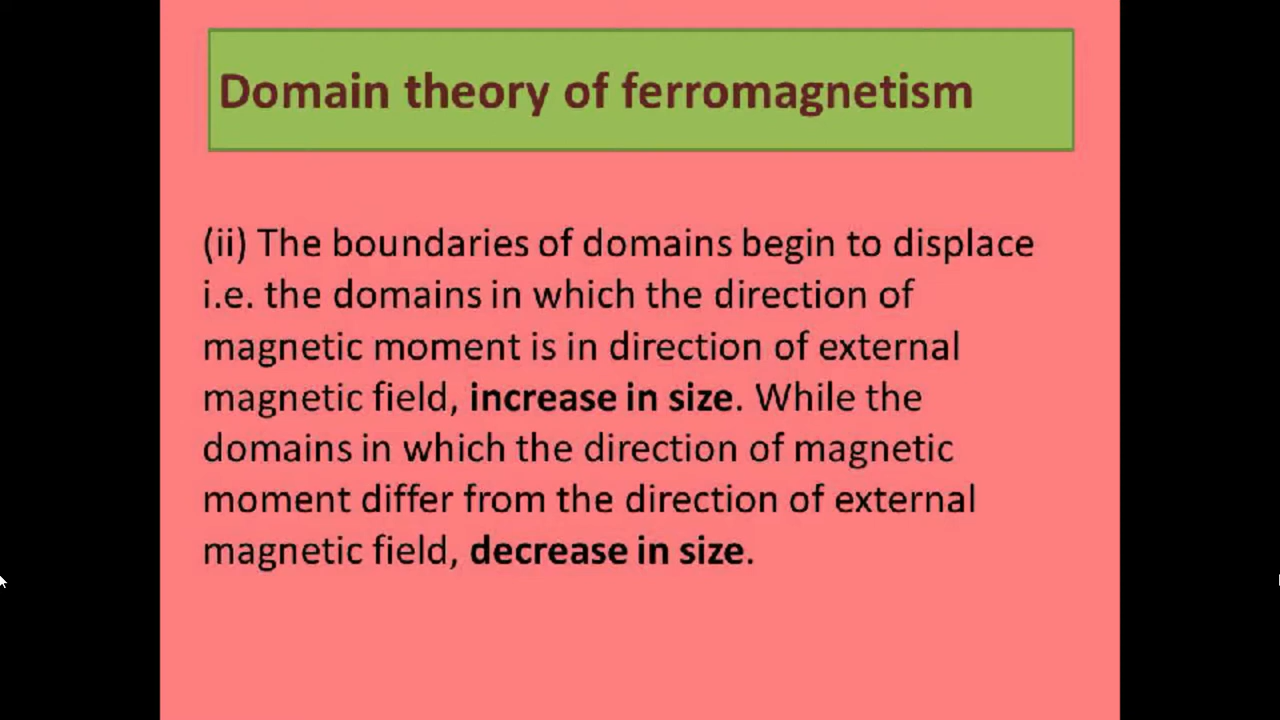 Domain theory of ferromagnetism
(ii) The boundaries of domains begin to displace
i.e. the domains in which the direction of
magnetic moment is in direction of external
magnetic field, increase in size. While the
domains in which the direction of magnetic
moment differ from the direction of external
magnetic field, decrease in size.